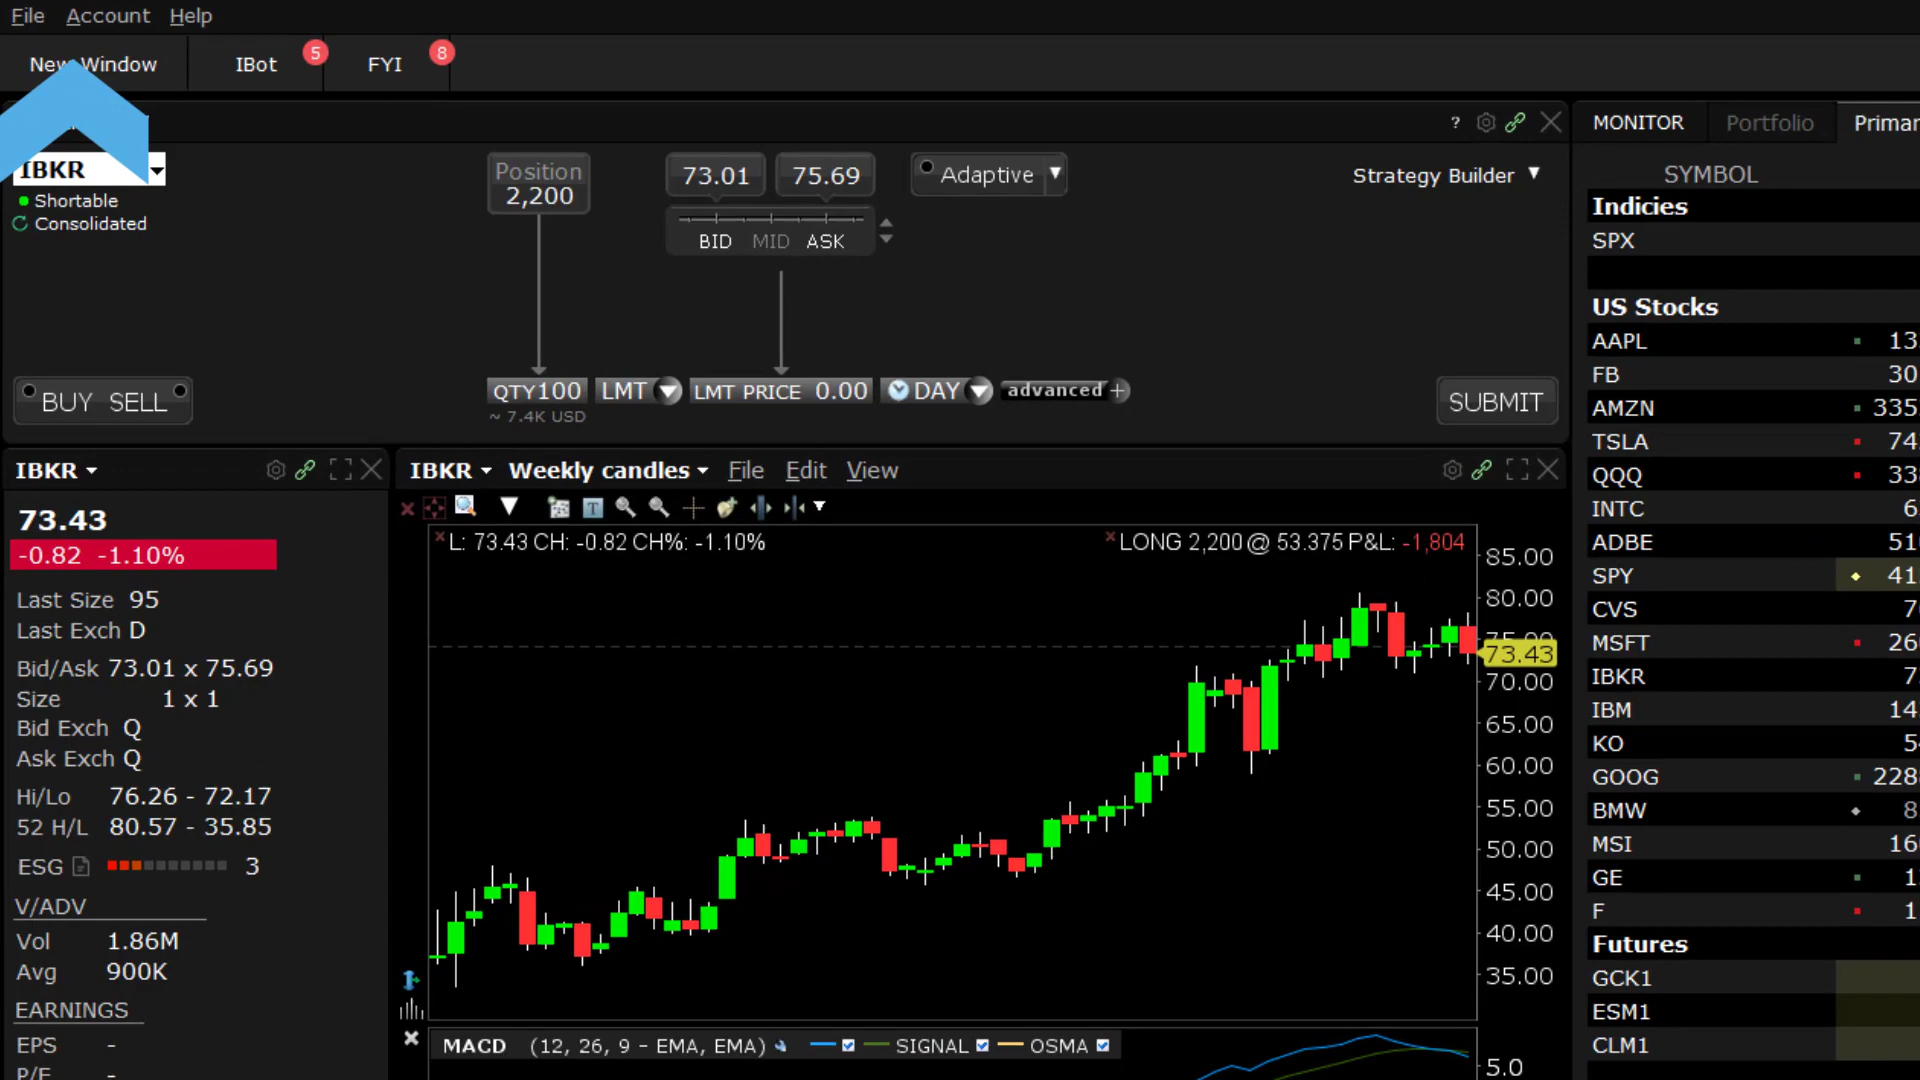 File Account Help
New Window IBot 5 FYI 8
? MONITOR Portfolio
IBKR
Shortable
Consolidated
Position
2,200
73.01 75.69 Adaptive Strategy Builder
BID MID ASK
BUY SELL
QTY 100 LMT LMT PRICE 0.00 DAY advanced +
~ 7.4K USD
SUBMIT
IBKR
73.43
-0.82 -1.10%
Last Size 95
Last Exch D
Bid/Ask 73.01 x 75.69
Size 1 x 1
Bid Exch Q
Ask Exch Q
Hi/Lo 76.26 - 72.17
52 H/L 80.57 - 35.85
ESG 3
V/ADV
Vol 1.86M
Avg 900K
EARNINGS
EPS -
P/E -
IBKR Weekly candles File Edit View
L: 73.43 CH: -0.82 CH%: -1.10%
LONG 2,200 @ 53.375 P&L: -1,804
85.00
80.00
75.00
73.43
70.00
65.00
60.00
55.00
50.00
45.00
40.00
35.00
MACD (12, 26, 9 - EMA, EMA) SIGNAL OSMA
5.0
SYMBOL
Indicies
SPX
US Stocks
AAPL
FB
AMZN
TSLA
QQQ
INTC
ADBE
SPY
CVS
MSFT
IBKR
IBM
KO
GOOG
BMW
MSI
GE
F
Futures
GCK1
ESM1
CLM1